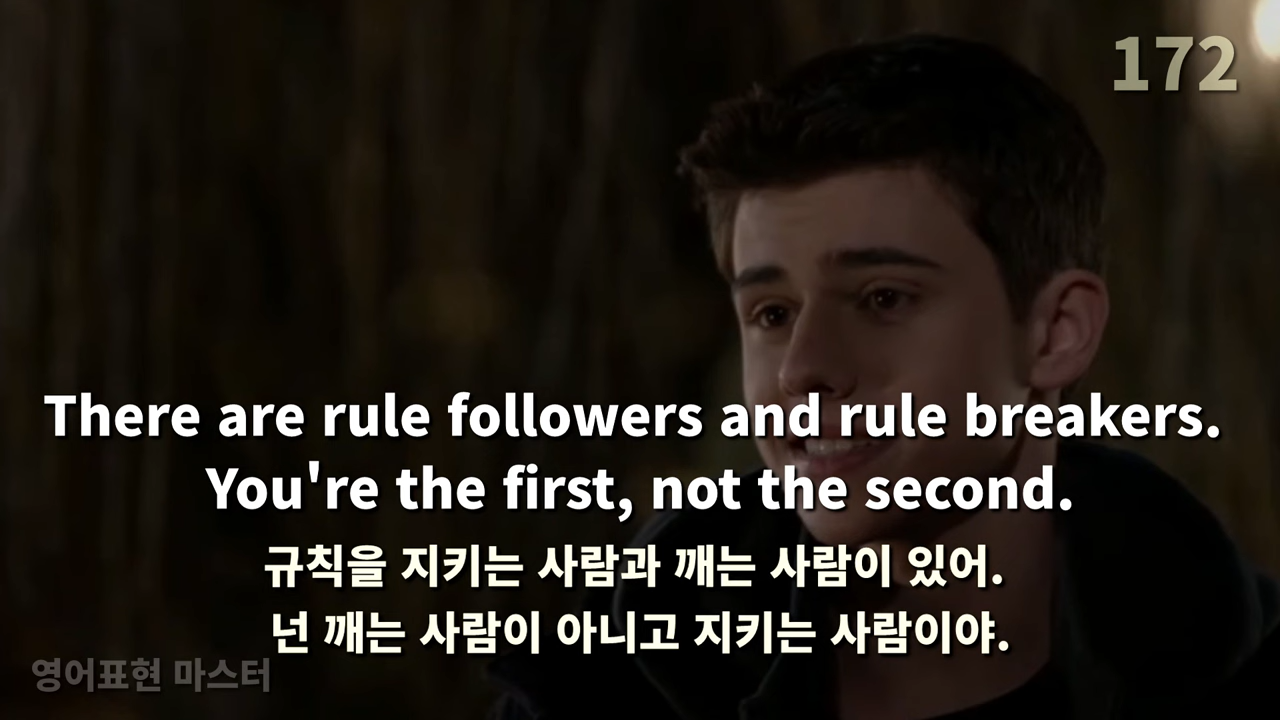 172
There are rule followers and rule breakers.
You're the first, not the second.
규칙을 지키는 사람과 깨는 사람이 있어.
넌 깨는 사람이 아니고 지키는 사람이야.
영어표현 마스터